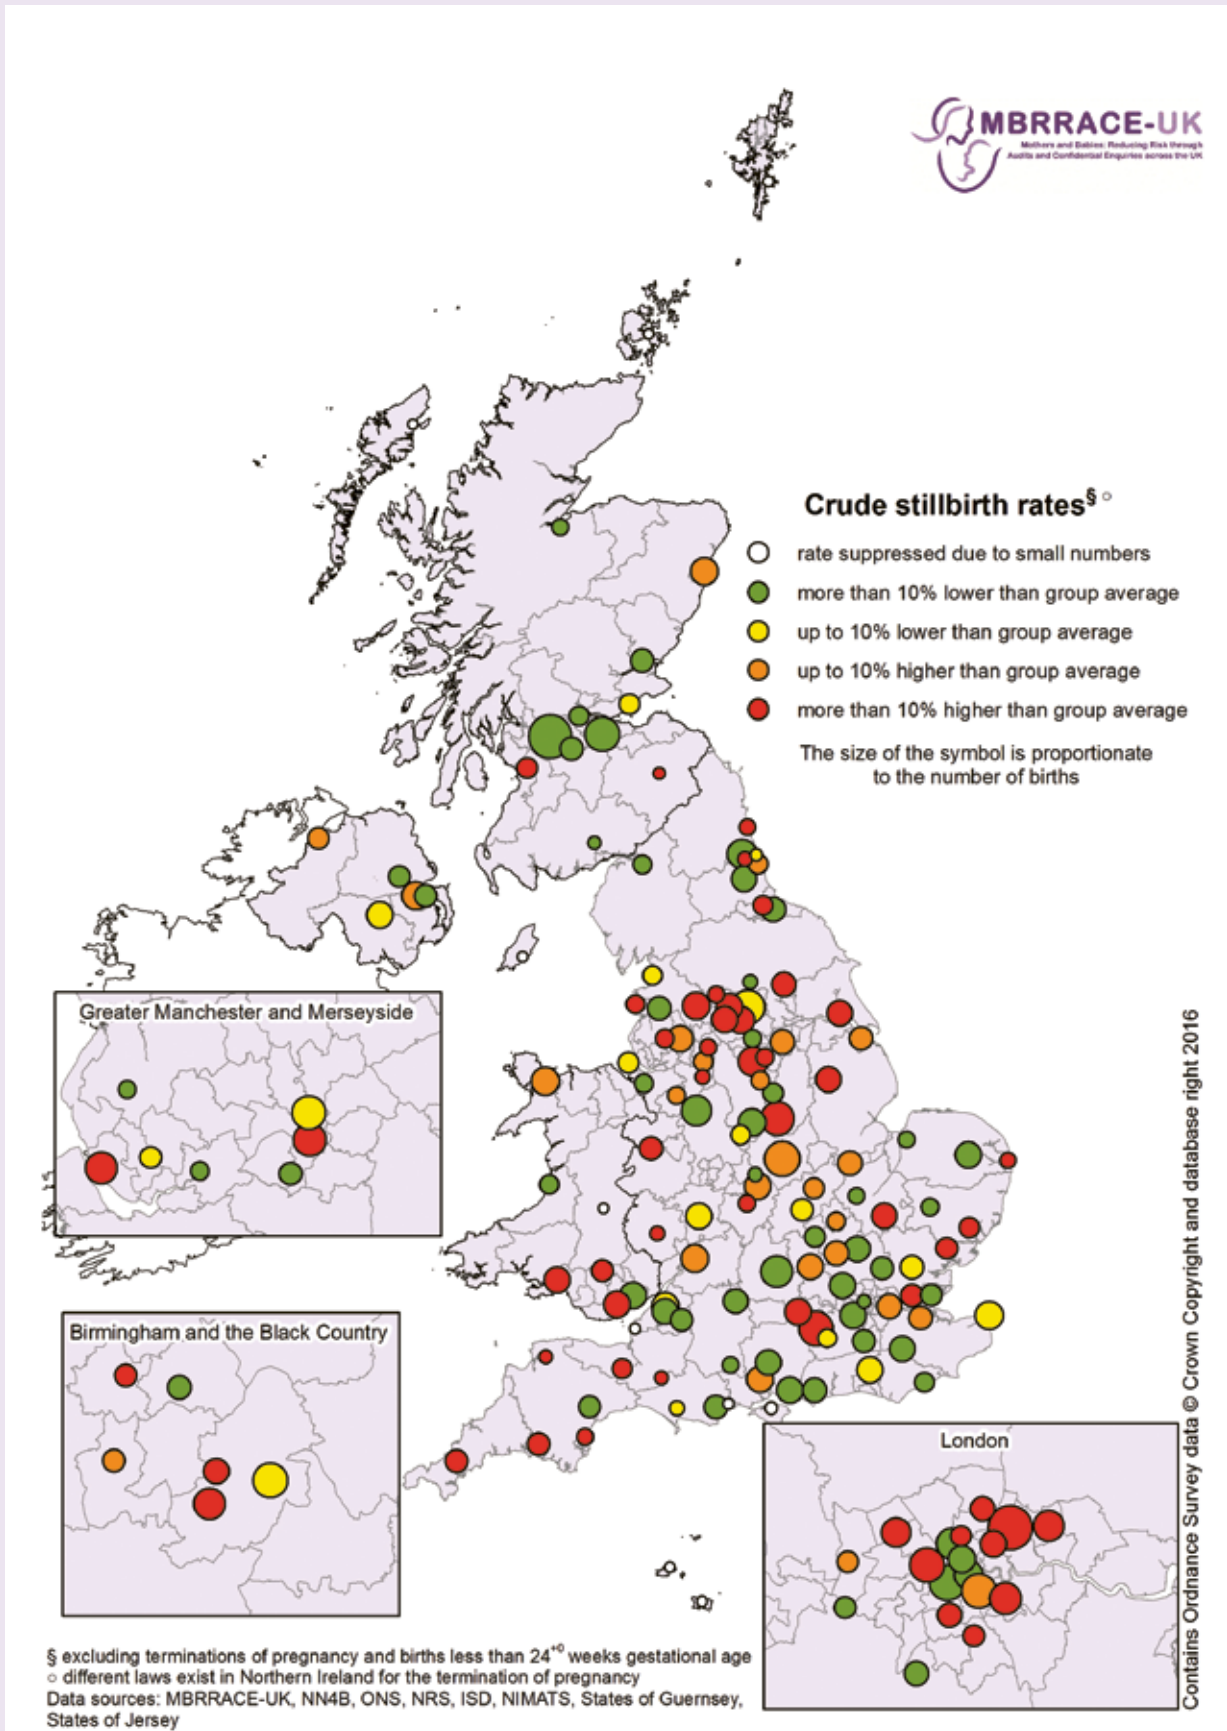 MBRRACE-UK
Mothers and Babies: Reducing Risk through
Audits and Confidential Enquiries across the UK
Crude stillbirth rates§ ○
rate suppressed due to small numbers
more than 10% lower than group average
up to 10% lower than group average
up to 10% higher than group average
more than 10% higher than group average
The size of the symbol is proportionate
to the number of births
Greater Manchester and Merseyside
Birmingham and the Black Country
London
§ excluding terminations of pregnancy and births less than 24+0 weeks gestational age
○ different laws exist in Northern Ireland for the termination of pregnancy
Data sources: MBRRACE-UK, NN4B, ONS, NRS, ISD, NIMATS, States of Guernsey,
States of Jersey
Contains Ordnance Survey data © Crown Copyright and database right 2016